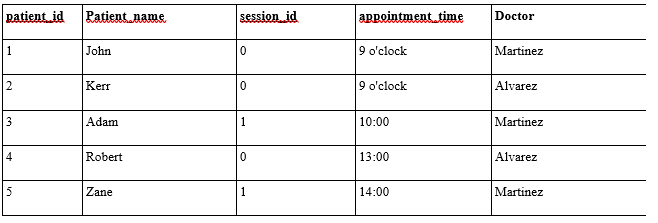 patient_id Patient_name session_id appointment_time Doctor
1 John 0 9 o'clock Martinez
2 Kerr 0 9 o'clock Alvarez
3 Adam 1 10:00 Martinez
4 Robert 0 13:00 Alvarez
5 Zane 1 14:00 Martinez